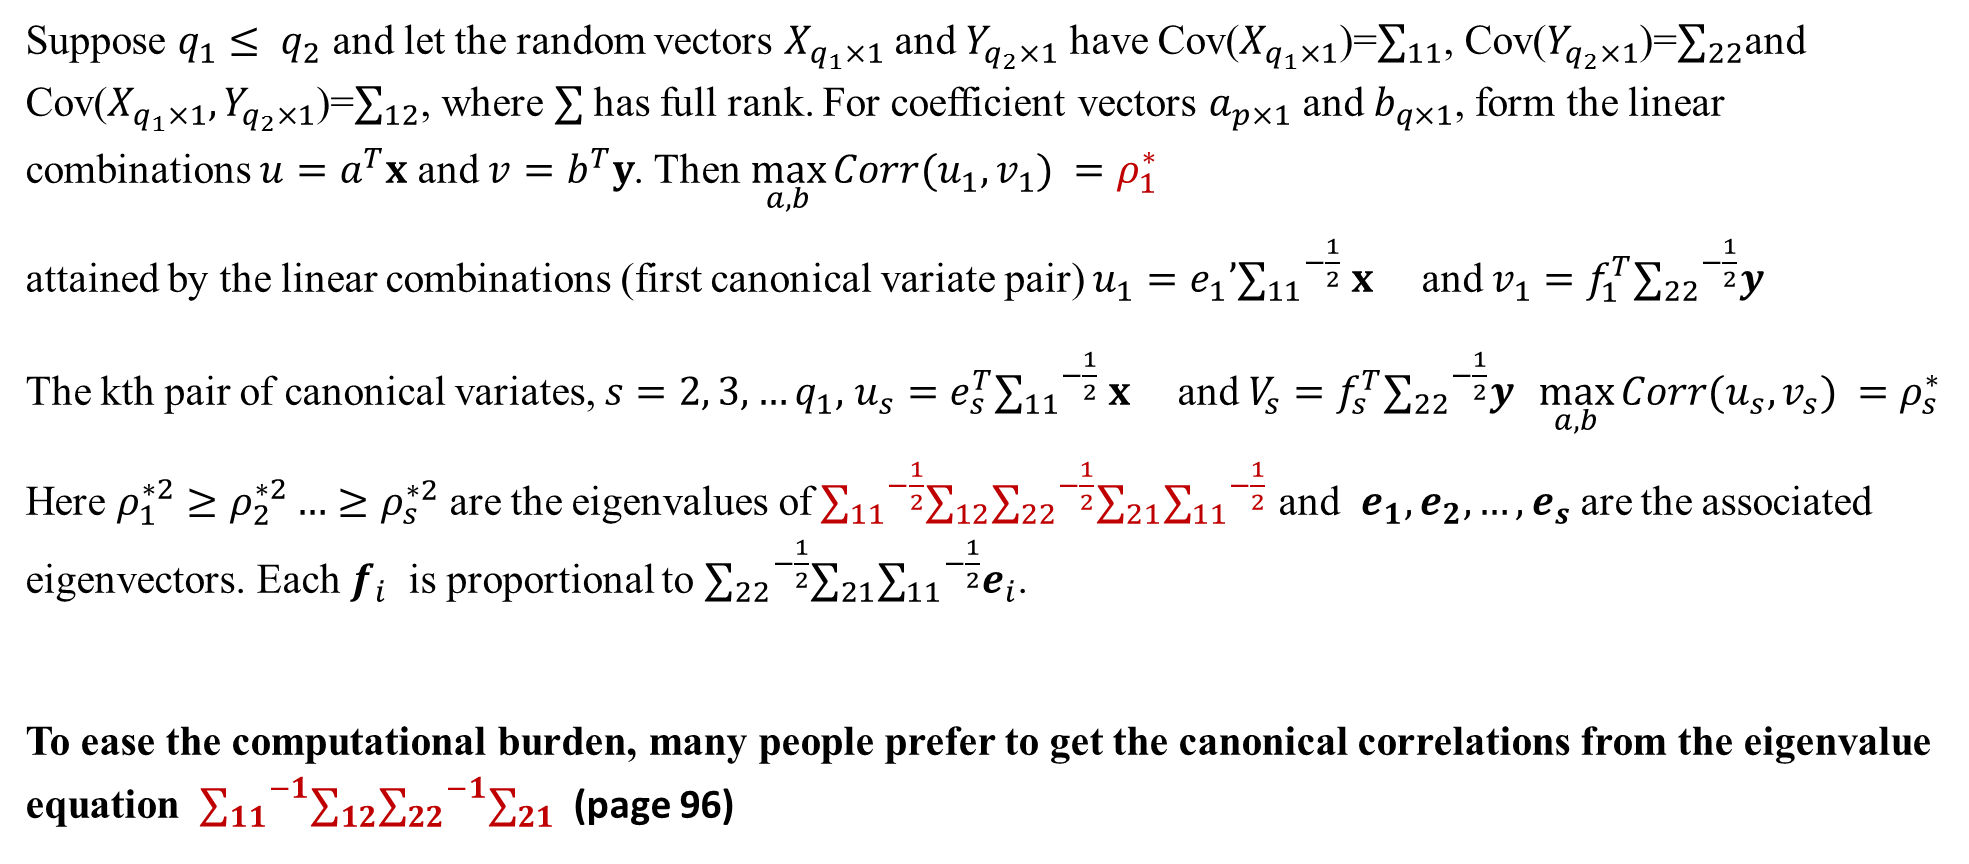 Suppose q₁ ≤ q₂ and let the random vectors X_{q₁×1} and Y_{q₂×1} have Cov(X_{q₁×1})=∑₁₁, Cov(Y_{q₂×1})=∑₂₂and
Cov(X_{q₁×1}, Y_{q₂×1})=∑₁₂, where ∑ has full rank. For coefficient vectors a_{p×1} and b_{q×1}, form the linear
combinations u = a^T x and v = b^T y. Then max_{a,b} Corr(u₁, v₁) = ρ₁^*
attained by the linear combinations (first canonical variate pair) u₁ = e₁’∑₁₁^{-1/2} x and v₁ = f₁^T ∑₂₂^{-1/2} y
The kth pair of canonical variates, s = 2, 3, … q₁, u_s = e_s^T ∑₁₁^{-1/2} x and V_s = f_s^T ∑₂₂^{-1/2} y max_{a,b} Corr(u_s, v_s) = ρ_s^*
Here ρ₁^{*2} ≥ ρ₂^{*2} … ≥ ρ_s^{*2} are the eigenvalues of ∑₁₁^{-1/2} ∑₁₂ ∑₂₂^{-1/2} ∑₂₁ ∑₁₁^{-1/2} and e₁, e₂, … , e_s are the associated
eigenvectors. Each f_i is proportional to ∑₂₂^{-1/2} ∑₂₁ ∑₁₁^{-1/2} e_i.
To ease the computational burden, many people prefer to get the canonical correlations from the eigenvalue
equation ∑₁₁^{-1} ∑₁₂ ∑₂₂^{-1} ∑₂₁ (page 96)